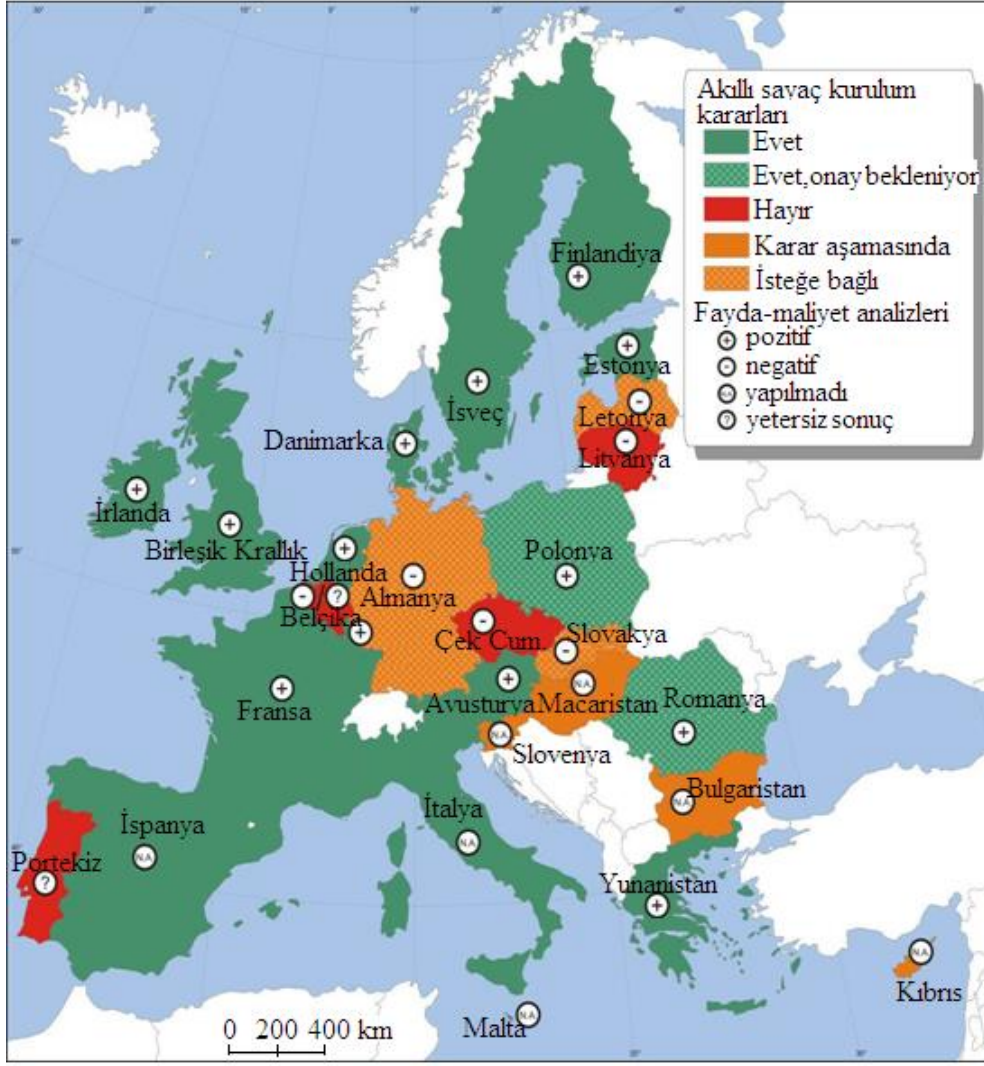 Akıllı sayaç kurulum
kararları
Evet
Evet,onay bekleniyor
Hayır
Karar aşamasında
İsteğe bağlı
Fayda-maliyet analizleri
+ pozitif
- negatif
N.A yapılmadı
? yetersiz sonuç
Finlandiya
+
+
Estonya
+
İsveç
-
Letonya
-
Litvanya
Danimarka
+
+
İrlanda
+
Birleşik Krallık
+
Hollanda
Polonya
+
-
Almanya
-
?
Belçika
+
-
Çek Cum.
Slovakya
-
+
Fransa
+
Avusturya
N.A
Macaristan
Romanya
+
N.A
Slovenya
Bulgaristan
N.A
İtalya
N.A
İspanya
N.A
Portekiz
?
Yunanistan
+
N.A
Kıbrıs
Malta
N.A
0 200 400 km